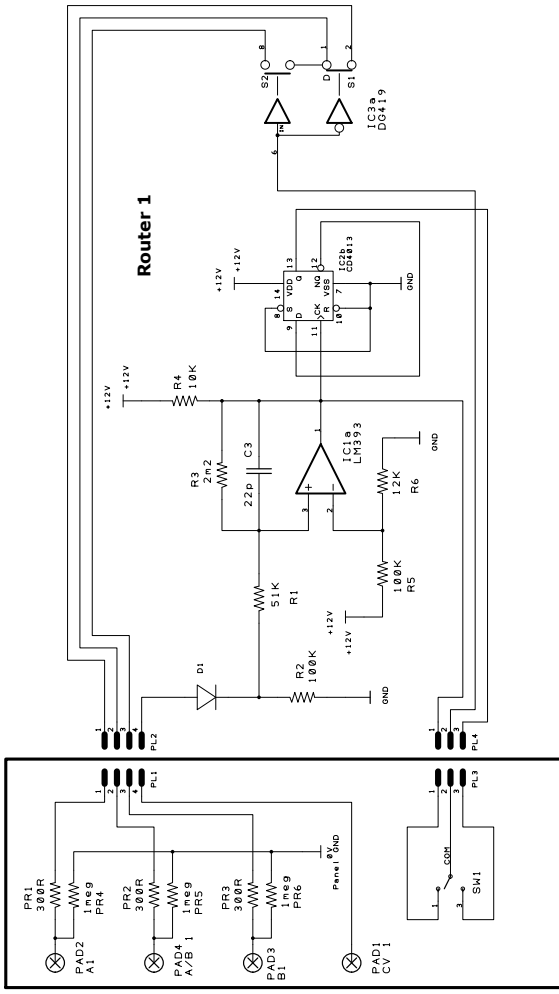 Router 1
PR1
300R
1meg
PR4
PAD2
A1
PR2
300R
1meg
PR5
PAD4
A/B 1
PR3
300R
1meg
PR6
PAD3
B1
PAD1
CV 1
Panel 0V
GND
1
2
3
4
PL1
1
2
3
4
PL2
D1
R2
100K
GND
51K
R1
R3
2m2
22p
C3
R4
10K
+12V
+12V
3
2
+
−
1
IC1a
LM393
+12V
+12V
100K
R5
12K
R6
GND
+12V
+12V
14
VDD
8
S
9
D
Q
13
11
CK
NQ
12
10
R
VSS
7
IC2b
CD4013
GND
6
IN
S2
8
D
1
S1
2
IC3a
DG419
1
2
3
PL3
1
2
3
PL4
COM
1
3
SW1